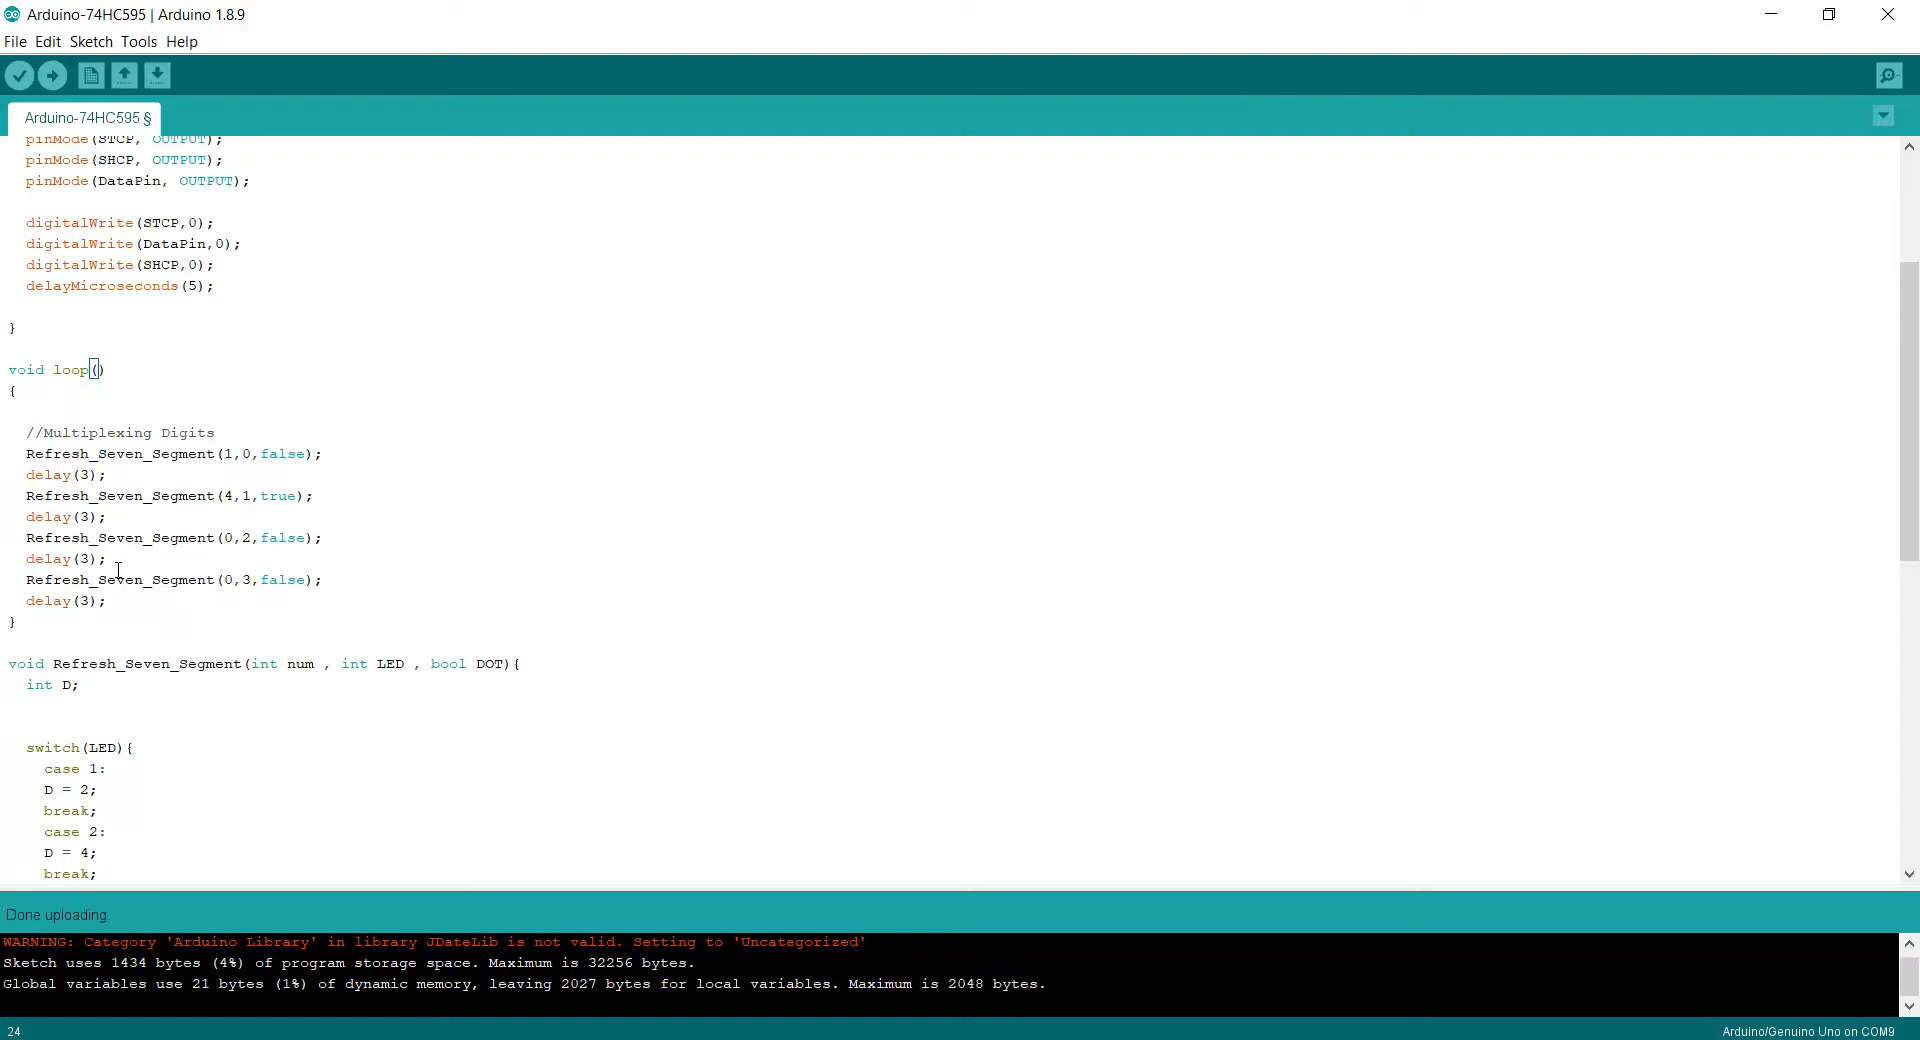 Arduino-74HC595 | Arduino 1.8.9
File Edit Sketch Tools Help
Arduino-74HC595 §
pinMode(STCP, OUTPUT);
pinMode(SHCP, OUTPUT);
pinMode(DataPin, OUTPUT);
digitalWrite(STCP,0);
digitalWrite(DataPin,0);
digitalWrite(SHCP,0);
delayMicroseconds(5);
}
void loop()
{
//Multiplexing Digits
Refresh_Seven_Segment(1,0,false);
delay(3);
Refresh_Seven_Segment(4,1,true);
delay(3);
Refresh_Seven_Segment(0,2,false);
delay(3);
Refresh_Seven_Segment(0,3,false);
delay(3);
}
void Refresh_Seven_Segment(int num , int LED , bool DOT){
int D;
switch(LED){
case 1:
D = 2;
break;
case 2:
D = 4;
break;
Done uploading.
WARNING: Category 'Arduino Library' in library JDateLib is not valid. Setting to 'Uncategorized'
Sketch uses 1434 bytes (4%) of program storage space. Maximum is 32256 bytes.
Global variables use 21 bytes (1%) of dynamic memory, leaving 2027 bytes for local variables. Maximum is 2048 bytes.
24
Arduino/Genuino Uno on COM9